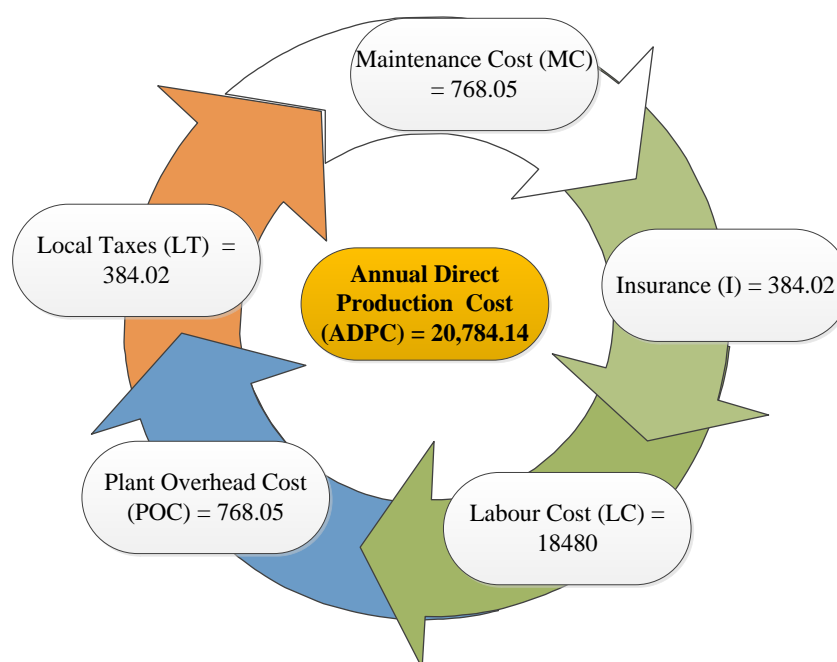 Maintenance Cost (MC)
= 768.05
Insurance (I) = 384.02
Labour Cost (LC) =
18480
Plant Overhead Cost
(POC) = 768.05
Local Taxes (LT) =
384.02
Annual Direct
Production Cost
(ADPC) = 20,784.14